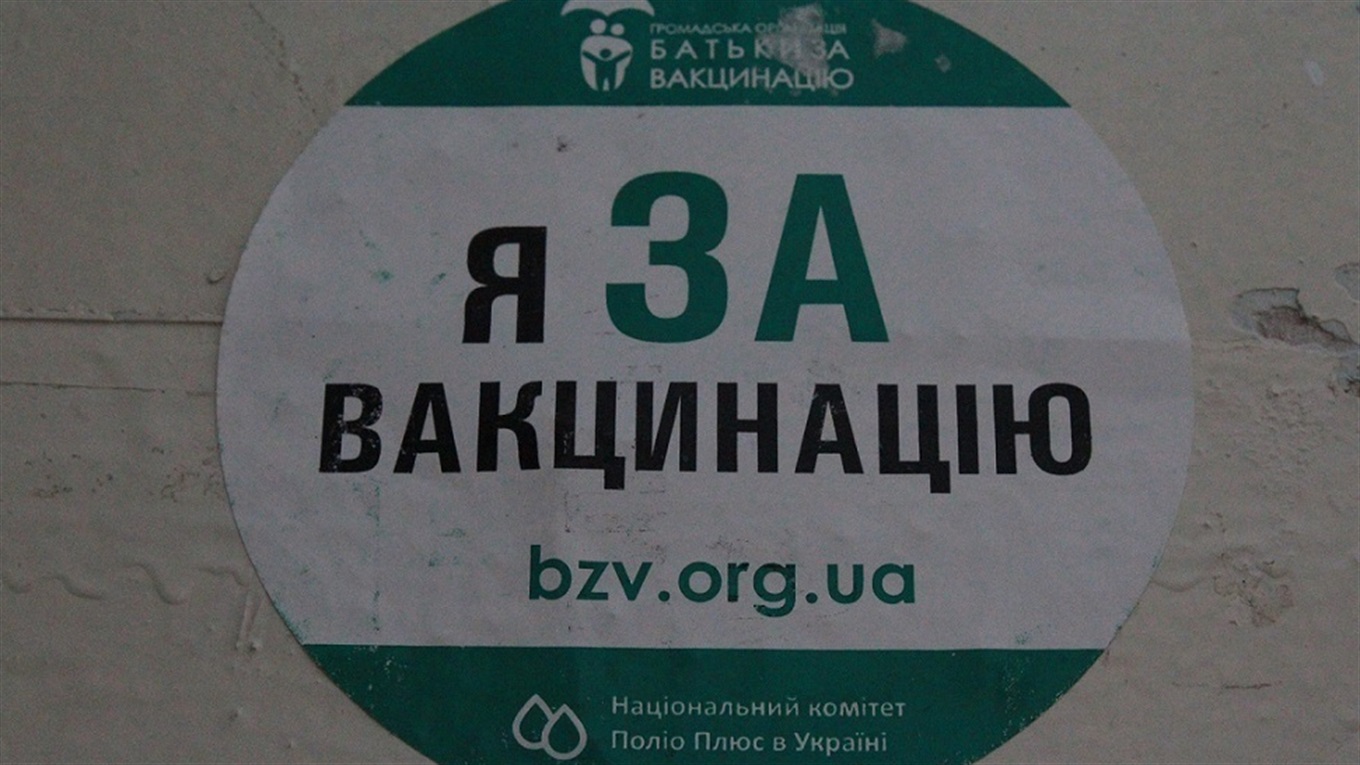 ГРОМАДСЬКА ОРГАНІЗАЦІЯ
БАТЬКИ ЗА
ВАКЦИНАЦІЮ
Я ЗА
ВАКЦИНАЦІЮ
bzv.org.ua
Національний комітет
Поліо Плюс в Україні